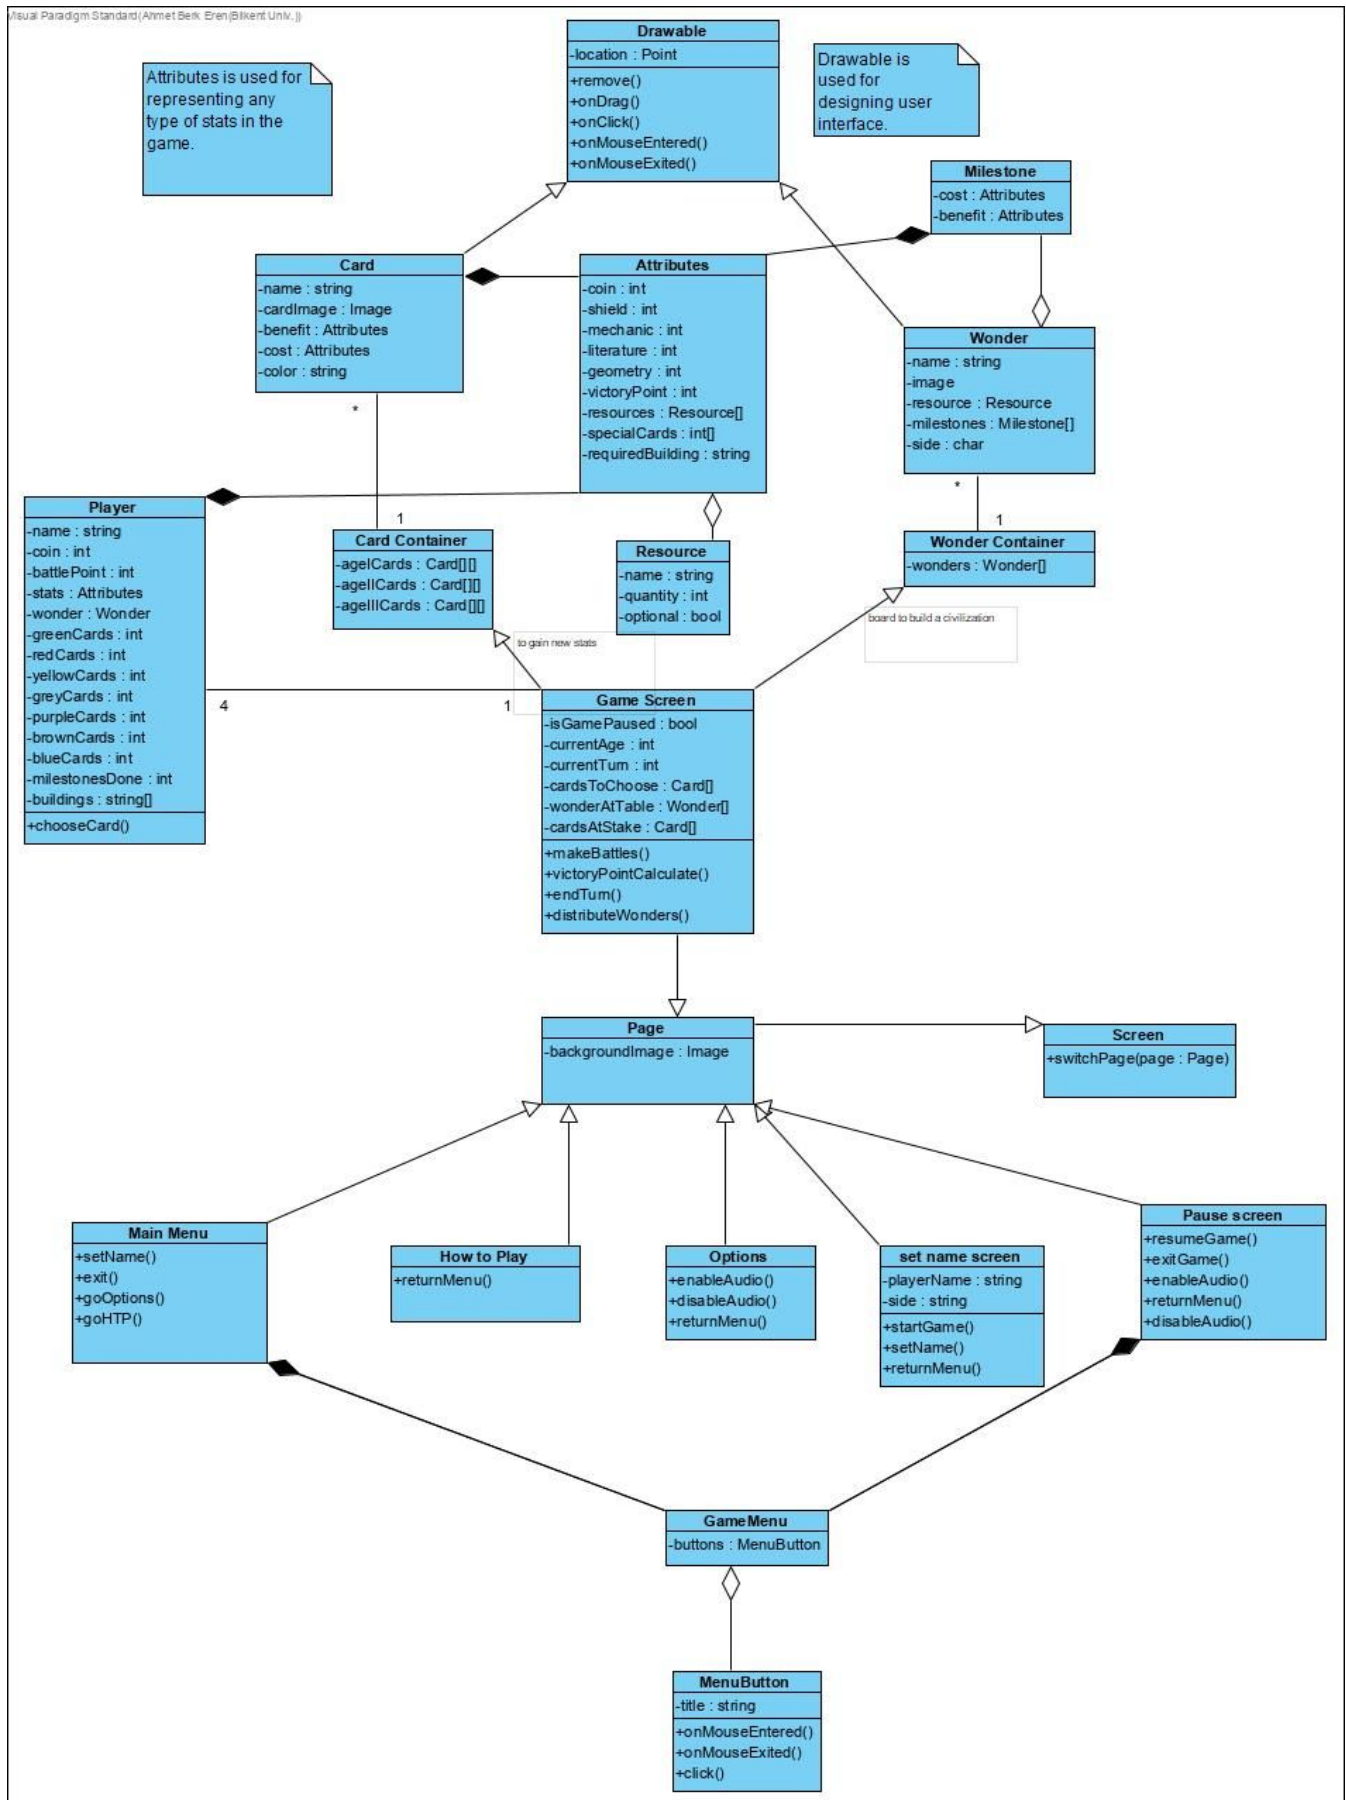 Visual Paradigm Standard(Ahmet Berk Eren(Bilkent Univ.))
Drawable
-location : Point
+remove()
+onDrag()
+onClick()
+onMouseEntered()
+onMouseExited()
Attributes is used for
representing any
type of stats in the
game.
Drawable is
used for
designing user
interface.
Milestone
-cost : Attributes
-benefit : Attributes
Card
-name : string
-cardImage : Image
-benefit : Attributes
-cost : Attributes
-color : string
Attributes
-coin : int
-shield : int
-mechanic : int
-literature : int
-geometry : int
-victoryPoint : int
-resources : Resource[]
-specialCards : int[]
-requiredBuilding : string
Wonder
-name : string
-image
-resource : Resource
-milestones : Milestone[]
-side : char
*
1
*
1
Player
-name : string
-coin : int
-battlePoint : int
-stats : Attributes
-wonder : Wonder
-greenCards : int
-redCards : int
-yellowCards : int
-greyCards : int
-purpleCards : int
-brownCards : int
-blueCards : int
-milestonesDone : int
-buildings : string[]
+chooseCard()
Card Container
-ageICards : Card[][]
-ageIICards : Card[][]
-ageIIICards : Card[][]
Resource
-name : string
-quantity : int
-optional : bool
Wonder Container
-wonders : Wonder[]
to gain new stats
board to build a civilization
4
1
Game Screen
-isGamePaused : bool
-currentAge : int
-currentTurn : int
-cardsToChoose : Card[]
-wonderAtTable : Wonder[]
-cardsAtStake : Card[]
+makeBattles()
+victoryPointCalculate()
+endTurn()
+distributeWonders()
Page
-backgroundImage : Image
Screen
+switchPage(page : Page)
Main Menu
+setName()
+exit()
+goOptions()
+goHTP()
How to Play
+returnMenu()
Options
+enableAudio()
+disableAudio()
+returnMenu()
set name screen
-playerName : string
-side : string
+startGame()
+setName()
+returnMenu()
Pause screen
+resumeGame()
+exitGame()
+enableAudio()
+returnMenu()
+disableAudio()
GameMenu
-buttons : MenuButton
MenuButton
-title : string
+onMouseEntered()
+onMouseExited()
+click()